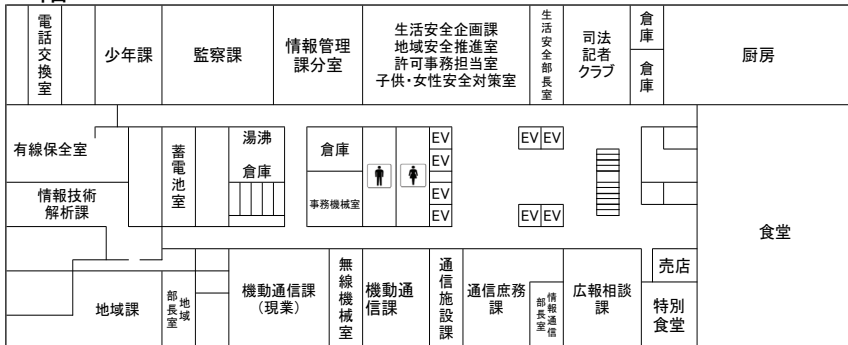 電話交換室
少年課
監察課
情報管理
課分室
生活安全企画課
地域安全推進室
許可事務担当室
子供・女性安全対策室
生活安全部長室
司法
記者
クラブ
倉庫
倉庫
厨房
有線保全室
蓄電池室
湯沸
倉庫
倉庫
事務機械室
EV
EV
EV
EV
EV EV
EV EV
情報技術
解析課
食堂
地域課
地域
部長室
機動通信課
(現業)
無線機械室
機動通
信課
通信施設課
通信庶務
課
情報通信
部長室
広報相談
課
売店
特別
食堂